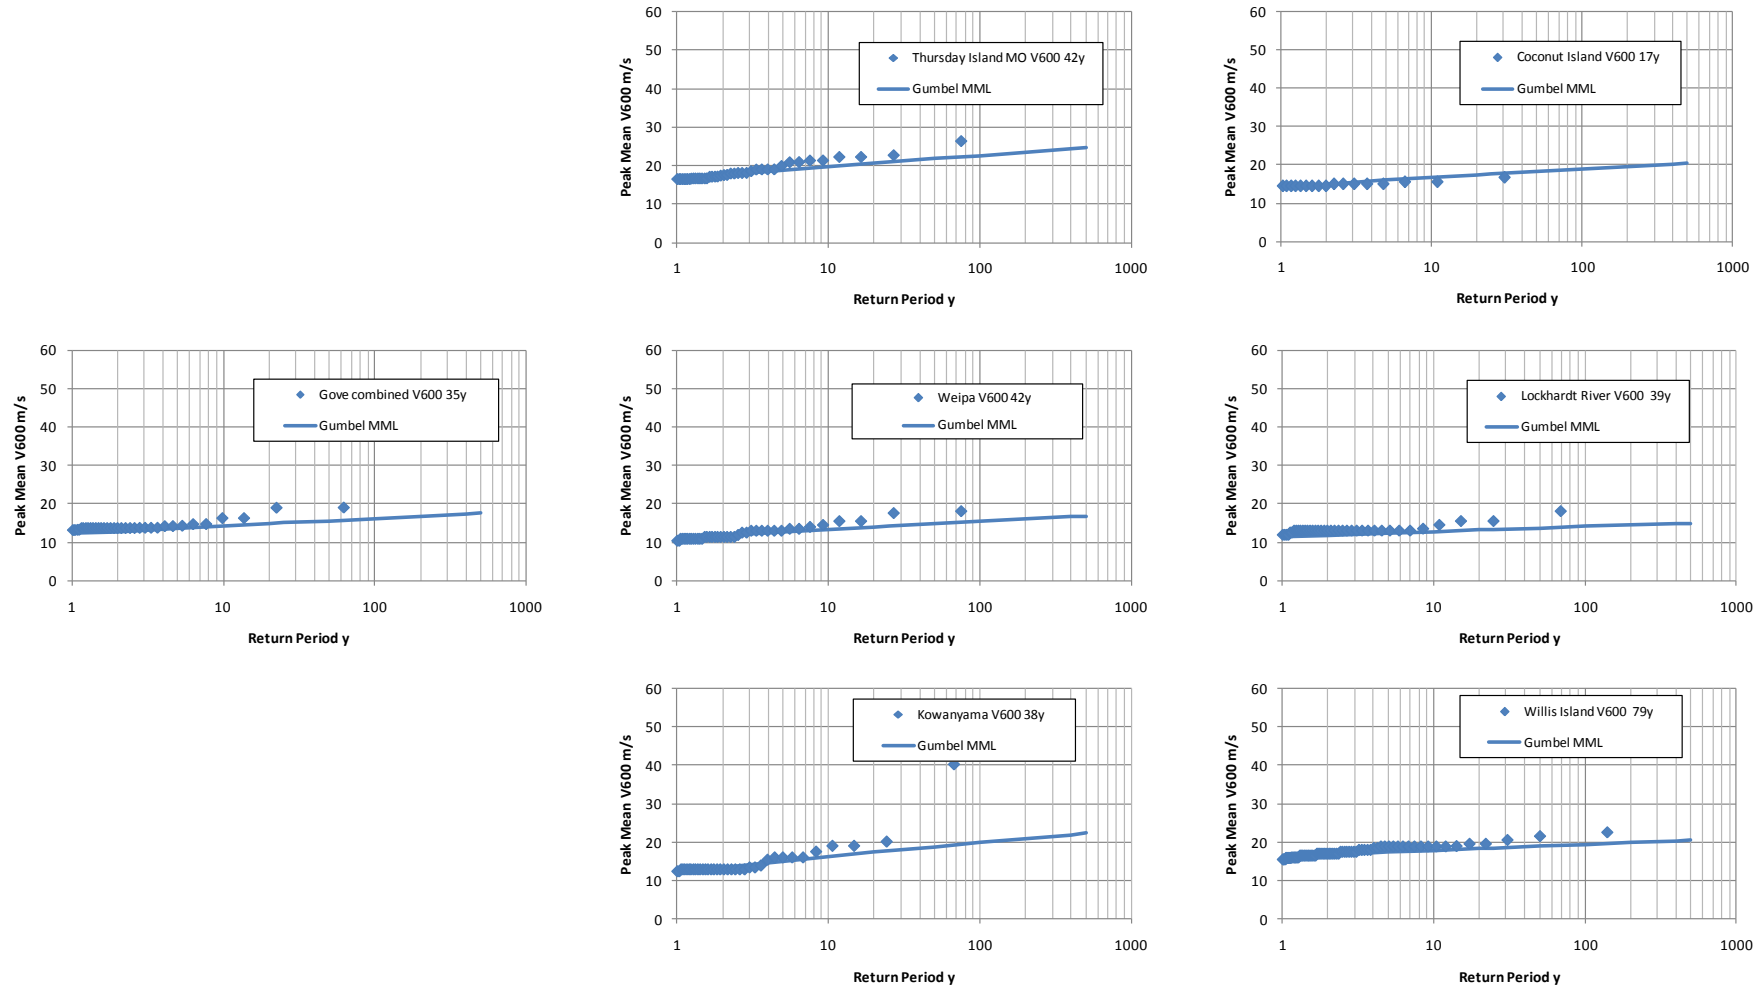 Peak Mean V600 m/s
60
50
40
30
20
10
0
Thursday Island MO V600 42y
Gumbel MML
1
10
100
1000
Return Period y
Peak Mean V600 m/s
60
50
40
30
20
10
0
Coconut Island V600 17y
Gumbel MML
1
10
100
1000
Return Period y
Peak Mean V600 m/s
60
50
40
30
20
10
0
Gove combined V600 35y
Gumbel MML
1
10
100
1000
Return Period y
Peak Mean V600 m/s
60
50
40
30
20
10
0
Weipa V600 42y
Gumbel MML
1
10
100
1000
Return Period y
Peak Mean V600 m/s
60
50
40
30
20
10
0
Lockhardt River V600 39y
Gumbel MML
1
10
100
1000
Return Period y
Peak Mean V600 m/s
60
50
40
30
20
10
0
Kowanyama V600 38y
Gumbel MML
1
10
100
1000
Return Period y
Peak Mean V600 m/s
60
50
40
30
20
10
0
Willis Island V600 79y
Gumbel MML
1
10
100
1000
Return Period y